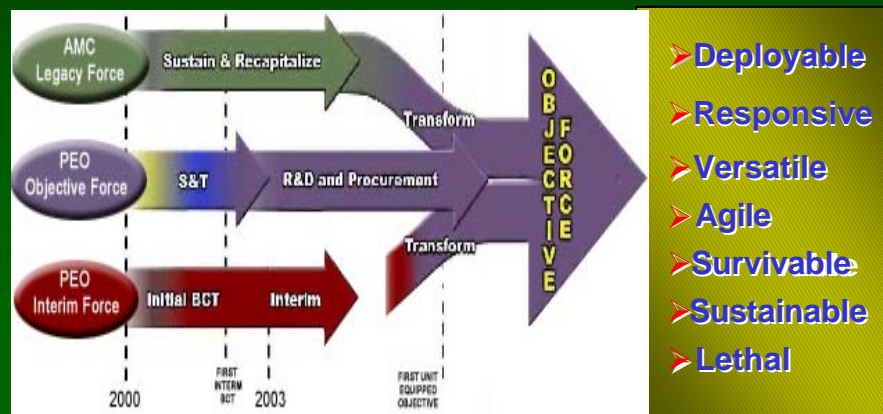 AMC
Legacy Force
Sustain & Recapitalize
Transform
PEO
Objective Force
S&T
R&D and Procurement
OBJECTIVE
FORCE
Transform
PEO
Interim Force
Initial BCT
Interim
2000
FIRST
INTERM
BCT
2003
FIRST UNIT
EQUIPPED
OBJECTIVE
➢Deployable
➢Responsive
➢Versatile
➢Agile
➢Survivable
➢Sustainable
➢Lethal